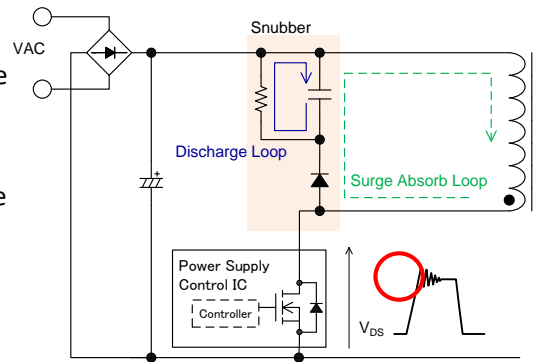 Snubber
VAC
e
Discharge Loop
Surge Absorb Loop
e
+
Power Supply
Control IC
Controller
VDS